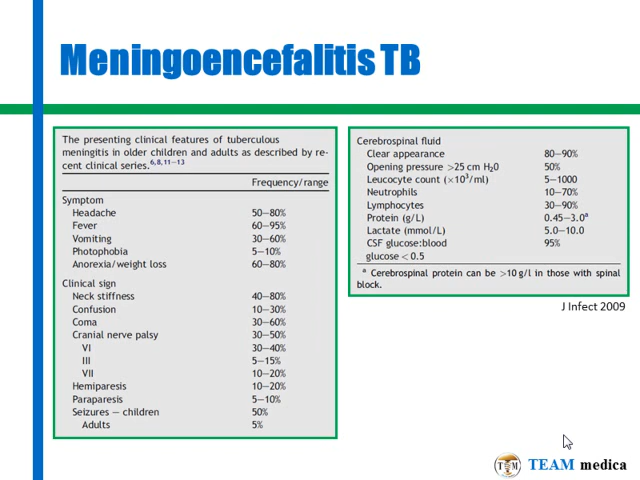 Meningoencefalitis TB
The presenting clinical features of tuberculous
meningitis in older children and adults as described by re-
cent clinical series.6,8,11–13
Frequency/range
Symptom
Headache 50–80%
Fever 60–95%
Vomiting 30–60%
Photophobia 5–10%
Anorexia/weight loss 60–80%
Clinical sign
Neck stiffness 40–80%
Confusion 10–30%
Coma 30–60%
Cranial nerve palsy 30–50%
VI 30–40%
III 5–15%
VII 10–20%
Hemiparesis 10–20%
Paraparesis 5–10%
Seizures – children 50%
Adults 5%
Cerebrospinal fluid
Clear appearance 80–90%
Opening pressure >25 cm H20 50%
Leucocyte count (×10³/ml) 5–1000
Neutrophils 10–70%
Lymphocytes 30–90%
Protein (g/L) 0.45–3.0ᵃ
Lactate (mmol/L) 5.0–10.0
CSF glucose:blood 95%
glucose < 0.5
ᵃ Cerebrospinal protein can be >10 g/l in those with spinal
block.
J Infect 2009
TEAM medica